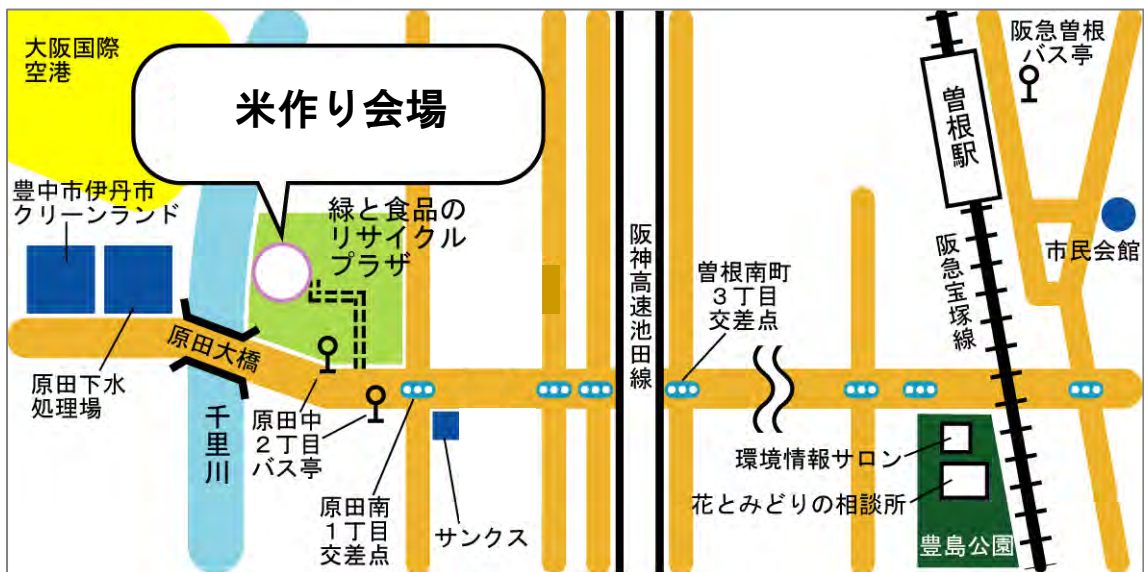 大阪国際
空港
米作り会場
豊中市伊丹市
クリーンランド
緑と食品の
リサイクル
プラザ
原田大橋
原田下水
処理場
千里川
原田中
2丁目
バス亭
原田南
1丁目
交差点
サンクス
阪神高速池田線
曽根南町
3丁目
交差点
環境情報サロン
花とみどりの相談所
豊島公園
阪急曽根
バス亭
曽根駅
阪急宝塚線
市民会館